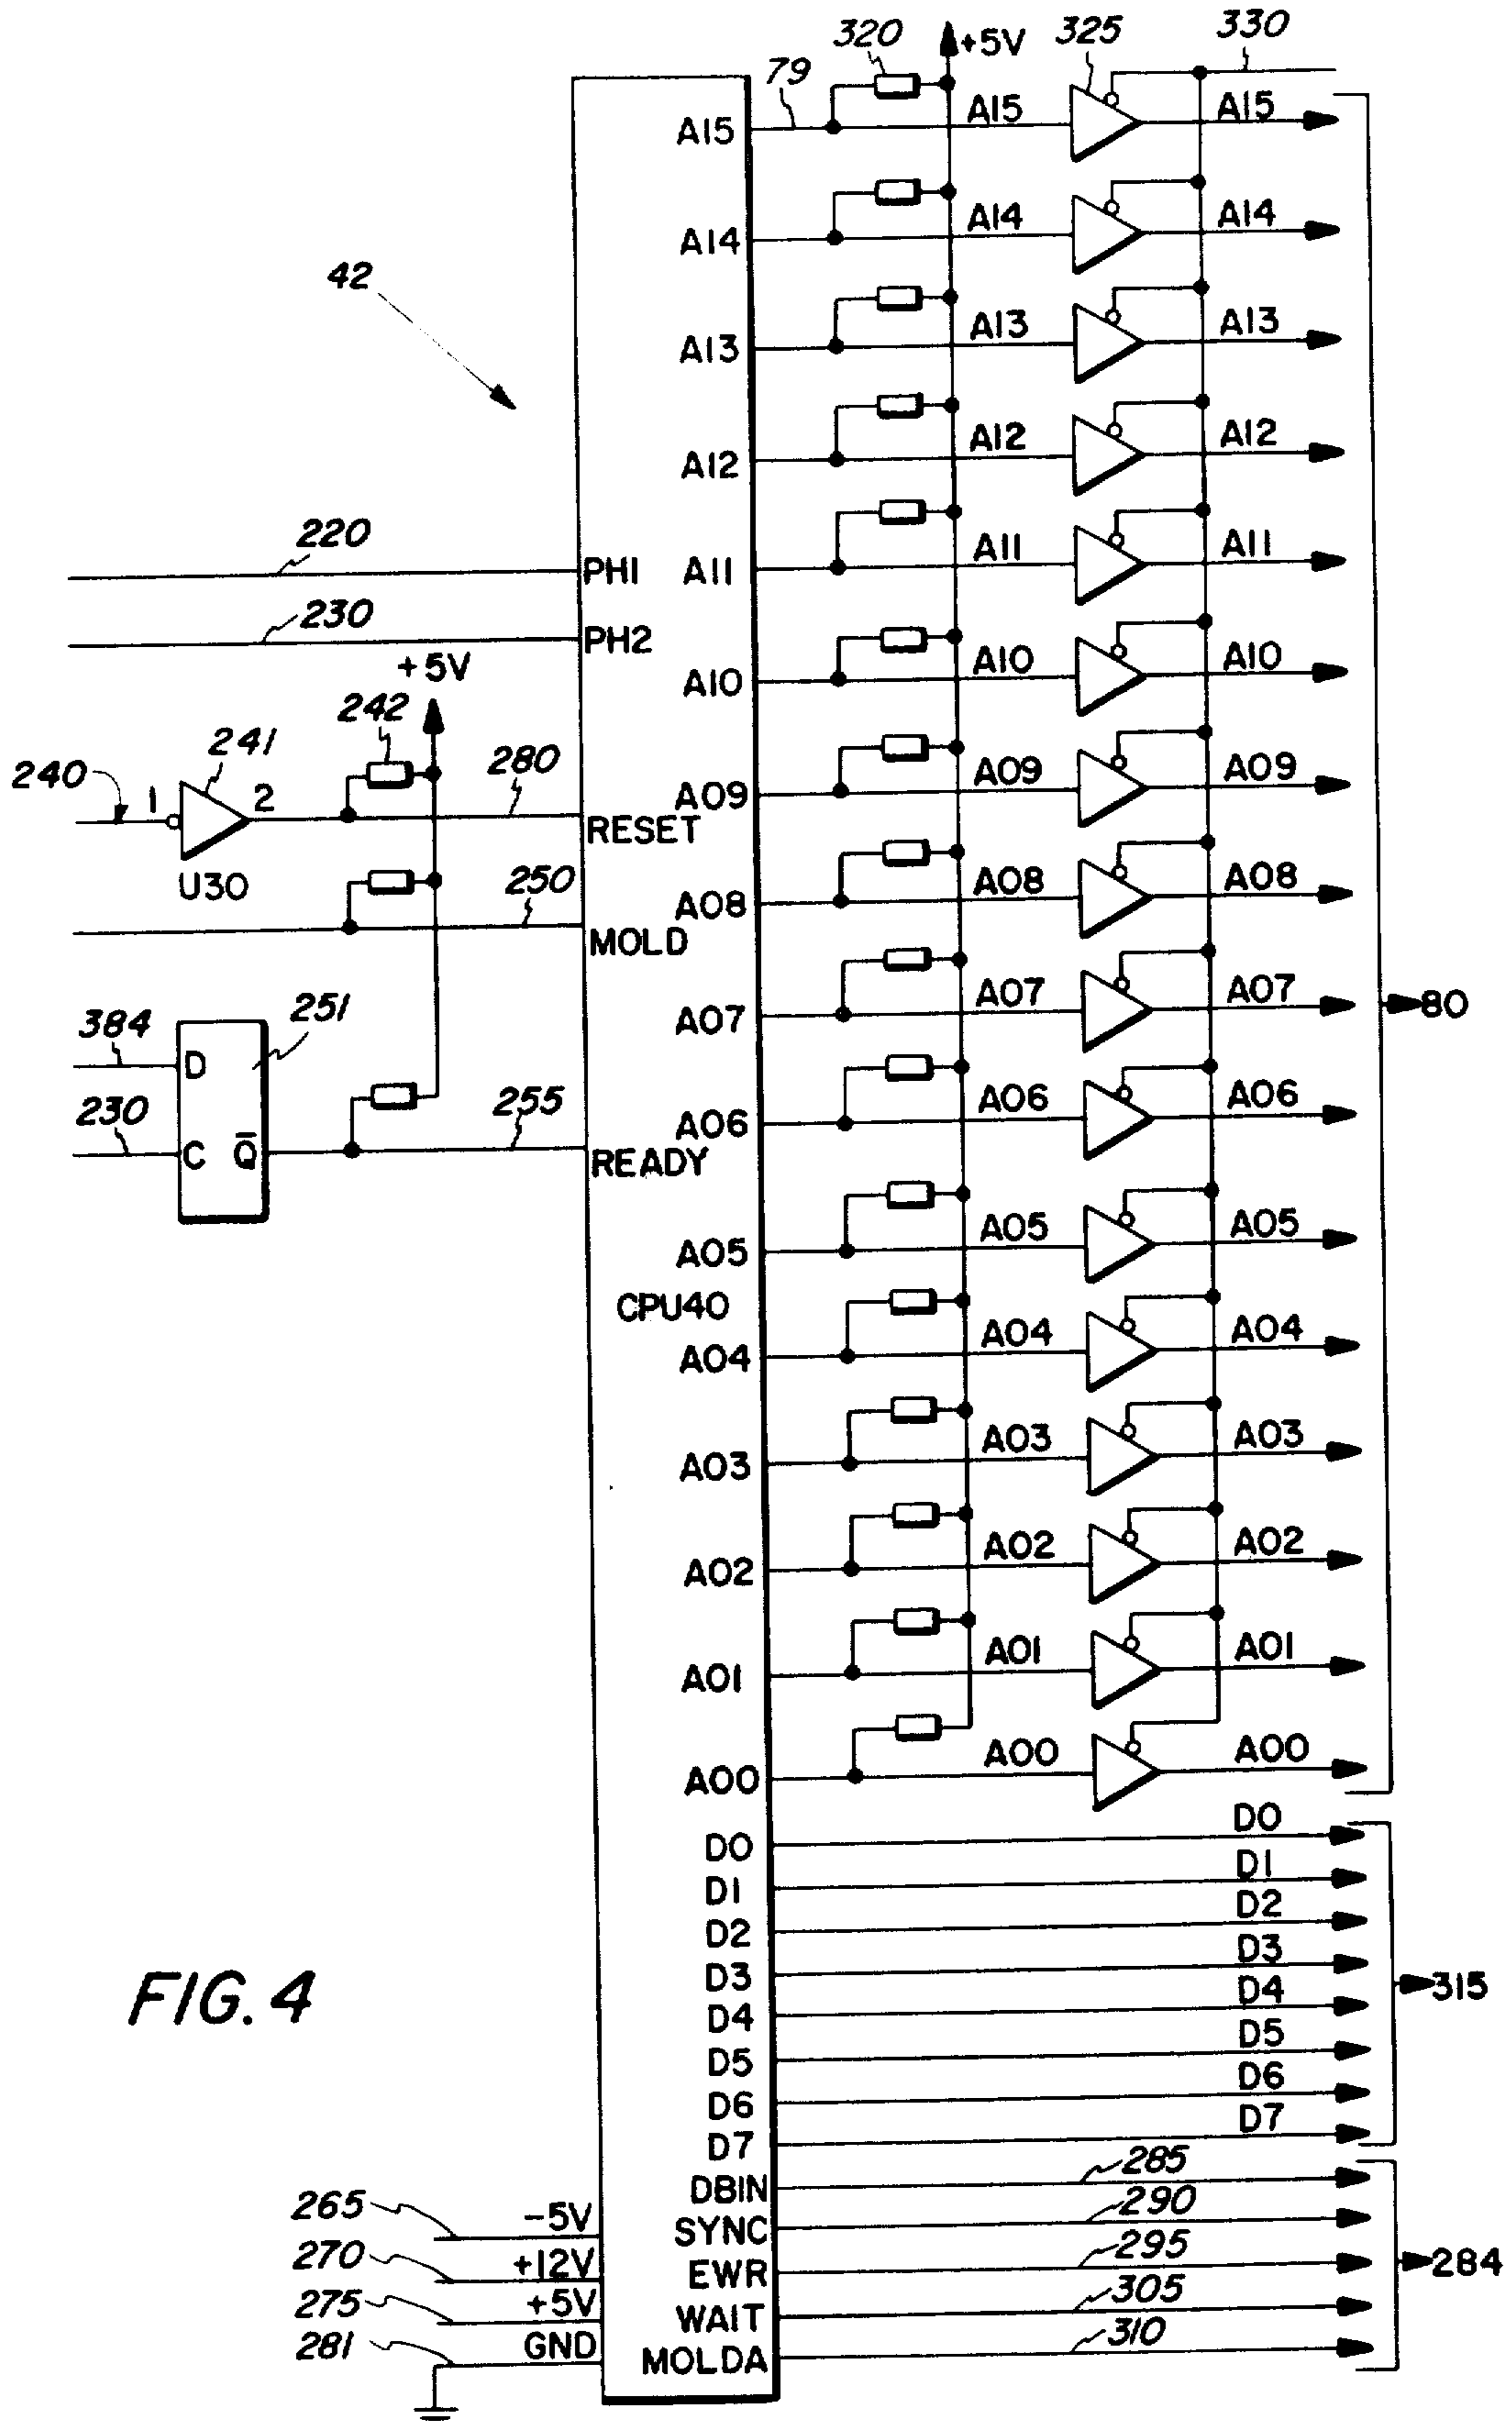 320 +5V 325 330
79
A15 A15 A15
A14 A14 A14
42
A13 A13 A13
A12 A12 A12
220
PH1 A11 A11 A11
230
PH2
+5V
A10 A10 A10
242
241
240 1 2 280
A09 A09 A09
RESET
U30
250
A08 A08 A08
MOLD
251
384 D
A07 A07 A07
80
230 C Q̅ 255
A06 A06 A06
READY
A05 A05 A05
CPU40
A04 A04 A04
A03 A03 A03
A02 A02 A02
A01 A01 A01
A00 A00 A00
D0 D0
D1 D1
D2 D2
D3 D3
315
D4 D4
FIG. 4
D5 D5
D6 D6
D7 D7
DBIN 285
265 -5V SYNC 290
270 +12V EWR 295
284
275 +5V WAIT 305
281 GND MOLDA 310